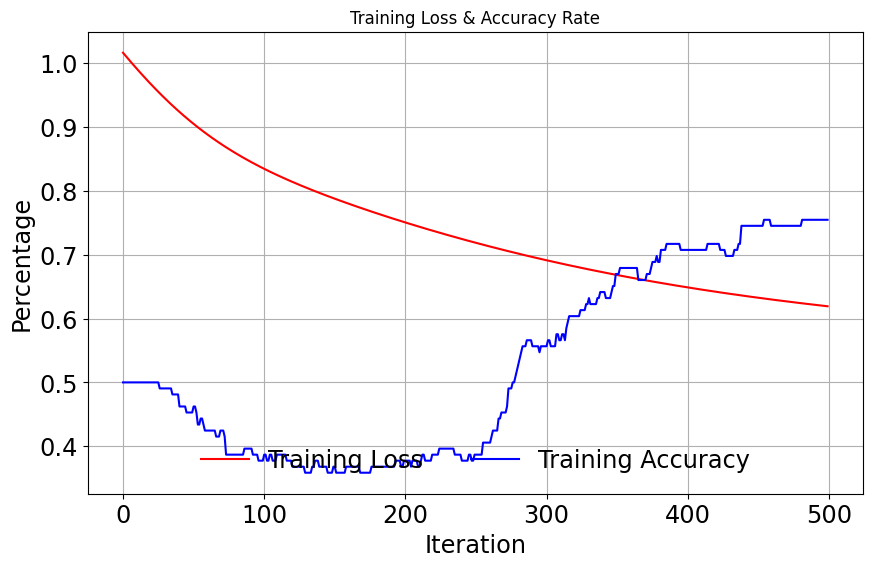 Training Loss & Accuracy Rate
Percentage
1.0
0.9
0.8
0.7
0.6
0.5
0.4
Training Loss Training Accuracy
0 100 200 300 400 500
Iteration